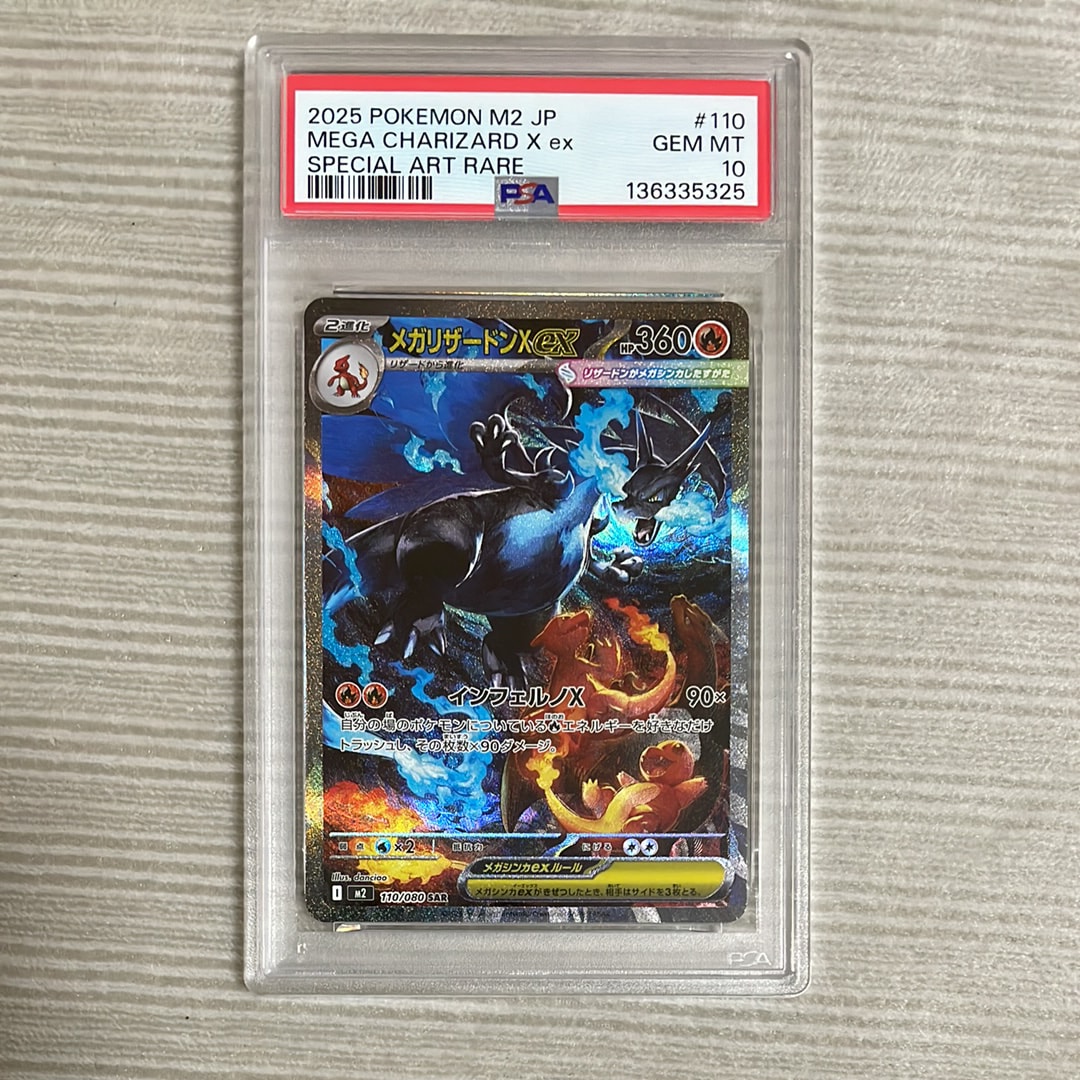 2025 POKEMON M2 JP
#110
MEGA CHARIZARD X ex
GEM MT
SPECIAL ART RARE
10
PSA
136335325
2進化
メガリザードンXex
HP360
リザードから進化
リザードンがメガシンカしたすがた
インフェルノX
90×
自分の場のポケモンについている エネルギーを好きなだけ
トラッシュし、その枚数×90ダメージ。
弱点
×2
抵抗力
にげる
メガシンカexルール
メガシンカexがきぜつしたとき、相手はサイドを3枚とる。
Illus. danciao
I M2 110/080 SAR
PSA